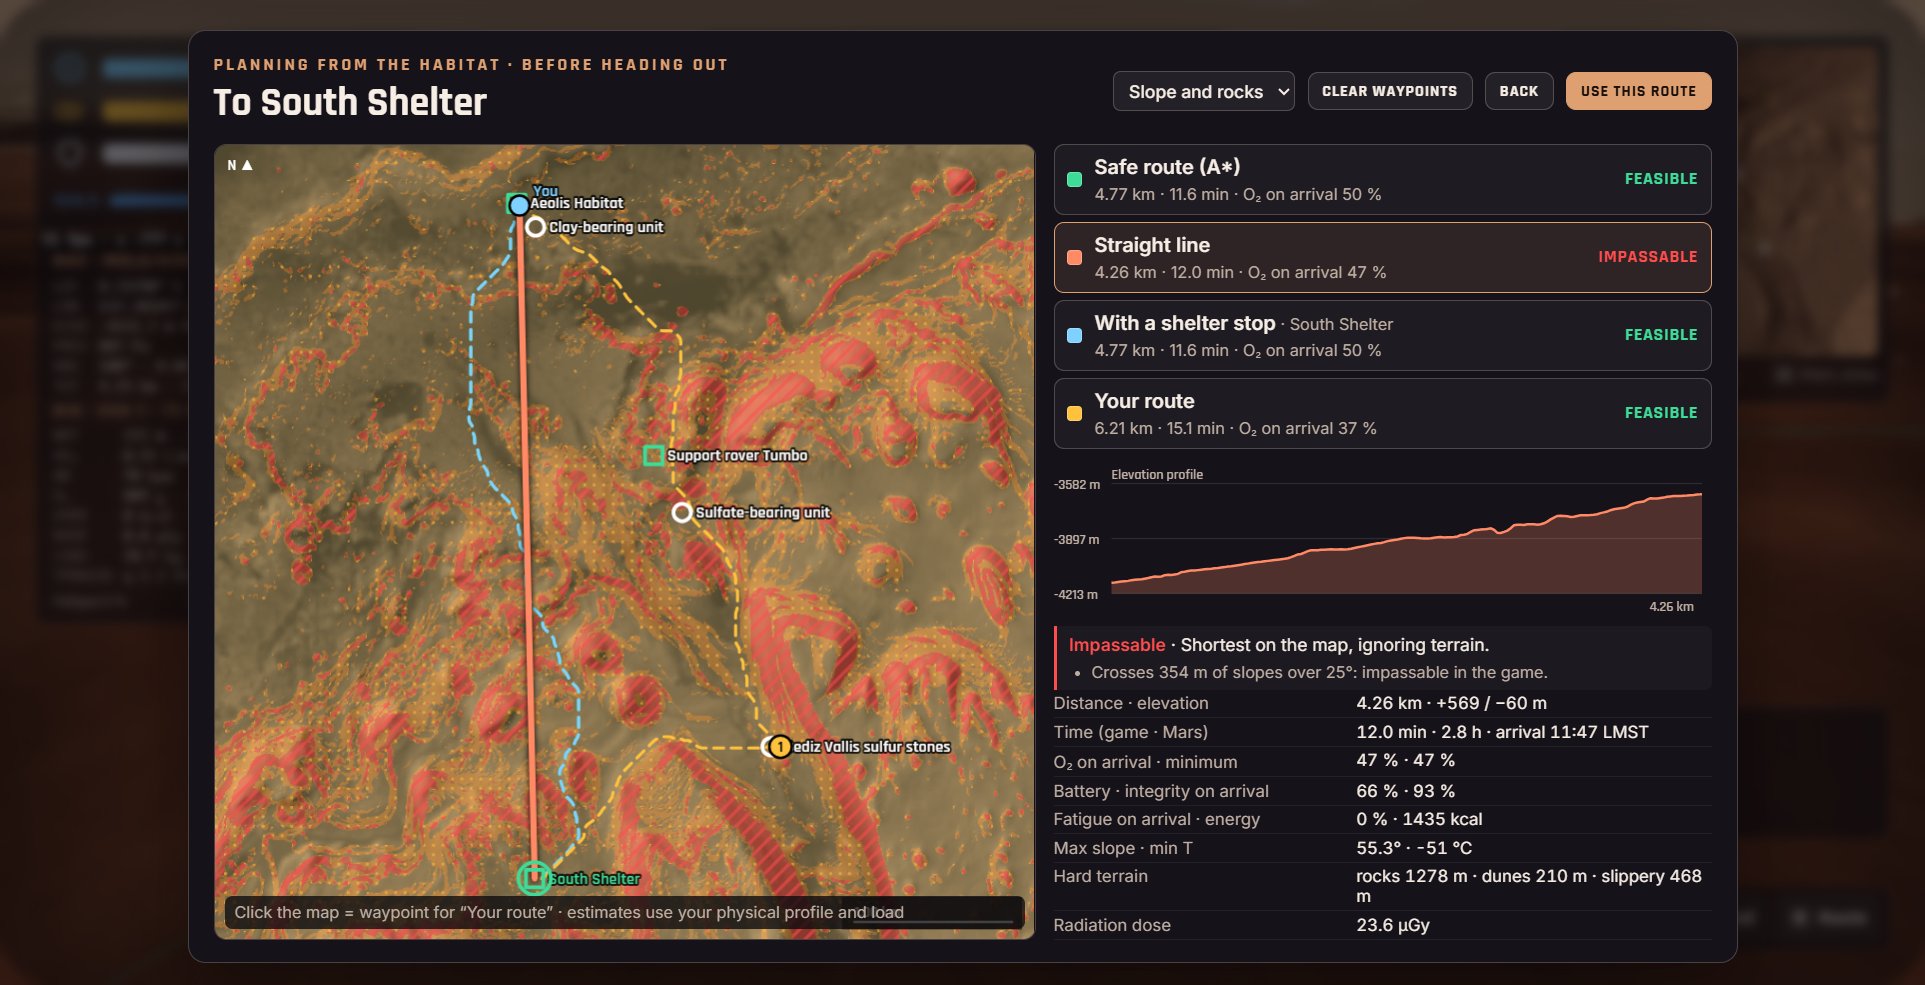 PLANNING FROM THE HABITAT · BEFORE HEADING OUT
To South Shelter
Slope and rocks
CLEAR WAYPOINTS
BACK
USE THIS ROUTE
N ▲
You
Aeolis Habitat
Clay-bearing unit
Support rover Tumbo
Sulfate-bearing unit
1
ediz Vallis sulfur stones
South Shelter
Click the map = waypoint for “Your route” · estimates use your physical profile and load
Safe route (A*)
4.77 km · 11.6 min · O₂ on arrival 50 %
FEASIBLE
Straight line
4.26 km · 12.0 min · O₂ on arrival 47 %
IMPASSABLE
With a shelter stop · South Shelter
4.77 km · 11.6 min · O₂ on arrival 50 %
FEASIBLE
Your route
6.21 km · 15.1 min · O₂ on arrival 37 %
FEASIBLE
Elevation profile
-3582 m
-3897 m
-4213 m
4.26 km
Impassable · Shortest on the map, ignoring terrain.
• Crosses 354 m of slopes over 25°: impassable in the game.
Distance · elevation 4.26 km · +569 / −60 m
Time (game · Mars) 12.0 min · 2.8 h · arrival 11:47 LMST
O₂ on arrival · minimum 47 % · 47 %
Battery · integrity on arrival 66 % · 93 %
Fatigue on arrival · energy 0 % · 1435 kcal
Max slope · min T 55.3° · -51 °C
Hard terrain rocks 1278 m · dunes 210 m · slippery 468
m
Radiation dose 23.6 µGy